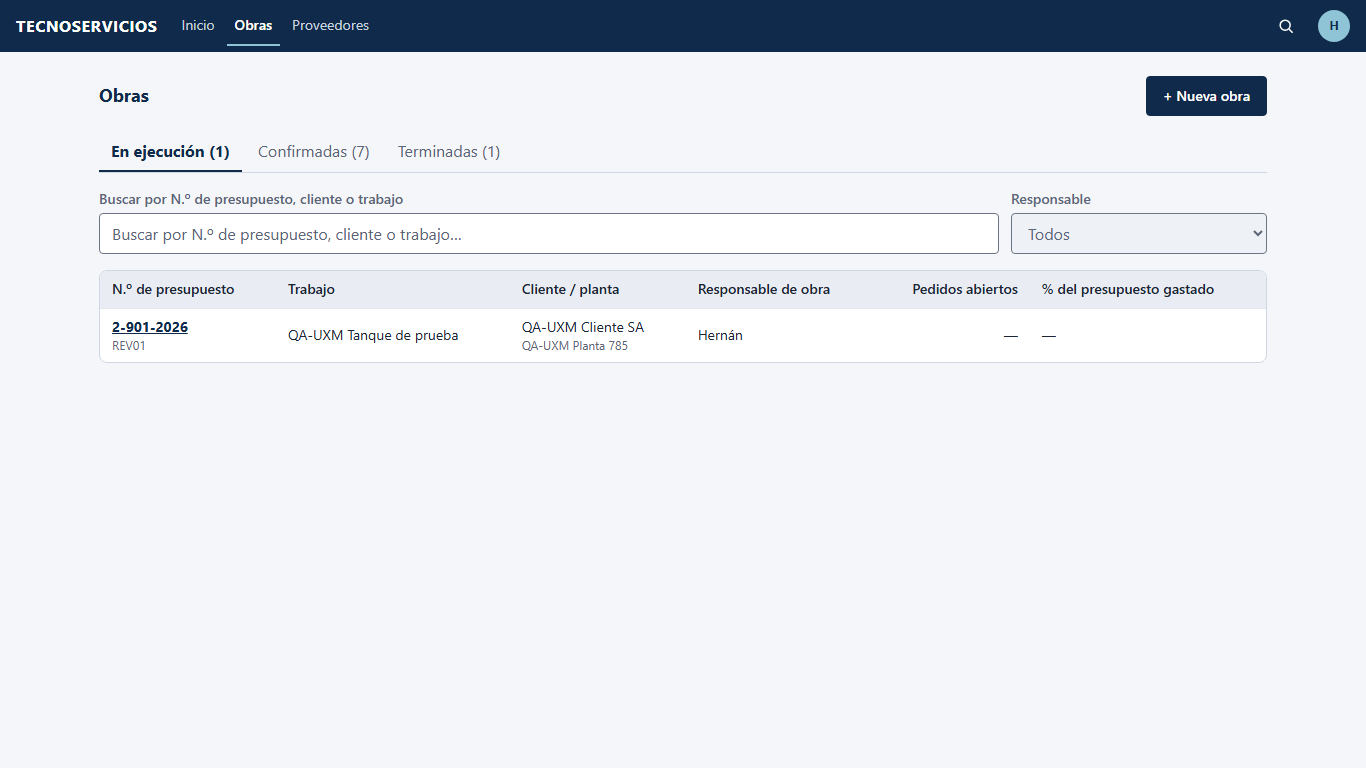 TECNOSERVICIOS Inicio Obras Proveedores H
Obras
+ Nueva obra
En ejecución (1) Confirmadas (7) Terminadas (1)
Buscar por N.º de presupuesto, cliente o trabajo Responsable
Buscar por N.º de presupuesto, cliente o trabajo... Todos
N.º de presupuesto Trabajo Cliente / planta Responsable de obra Pedidos abiertos % del presupuesto gastado
2-901-2026 QA-UXM Tanque de prueba QA-UXM Cliente SA Hernán — —
REV01 QA-UXM Planta 785